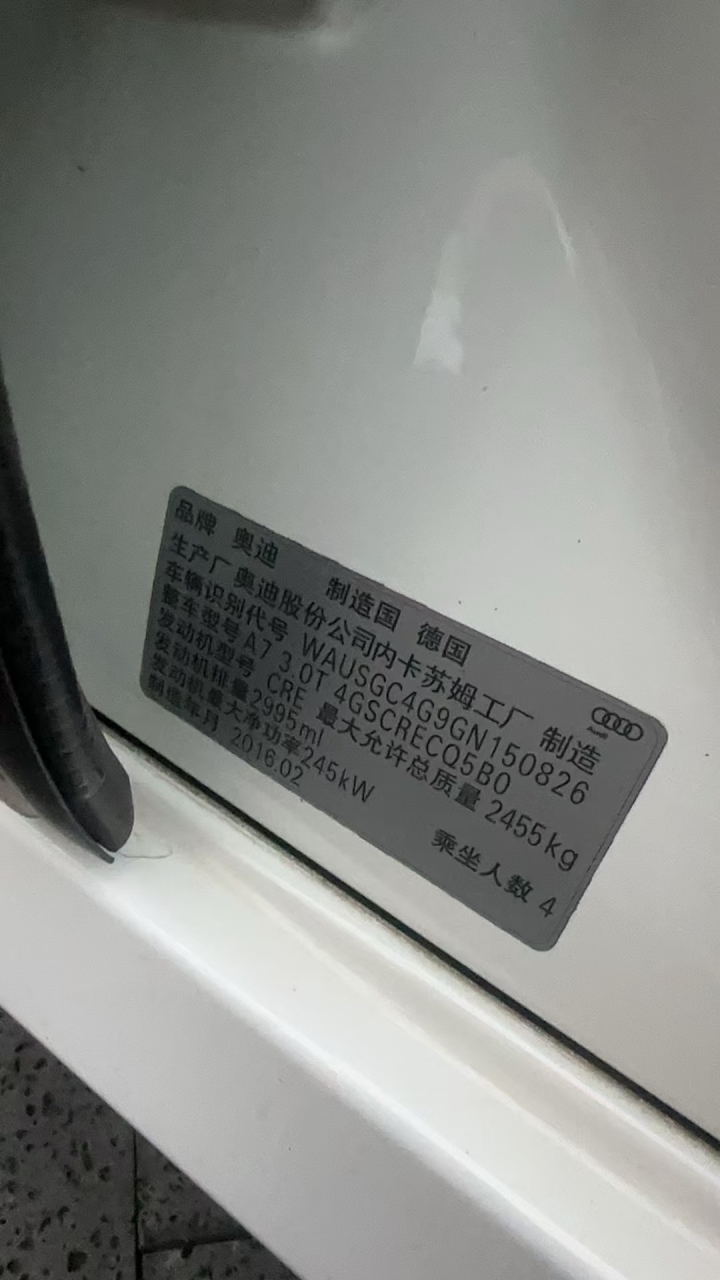 品牌 奥迪 制造国 德国
生产厂 奥迪股份公司内卡苏姆工厂 制造
车辆识别代号 WAUSGC4G9GN150826
整车型号 A7 3.0T 4GSCRECQ5B0
发动机型号 CRE 最大允许总质量 2455kg
发动机排量 2995ml
发动机最大净功率 245kW 乘坐人数 4
制造年月 2016.02
Audi